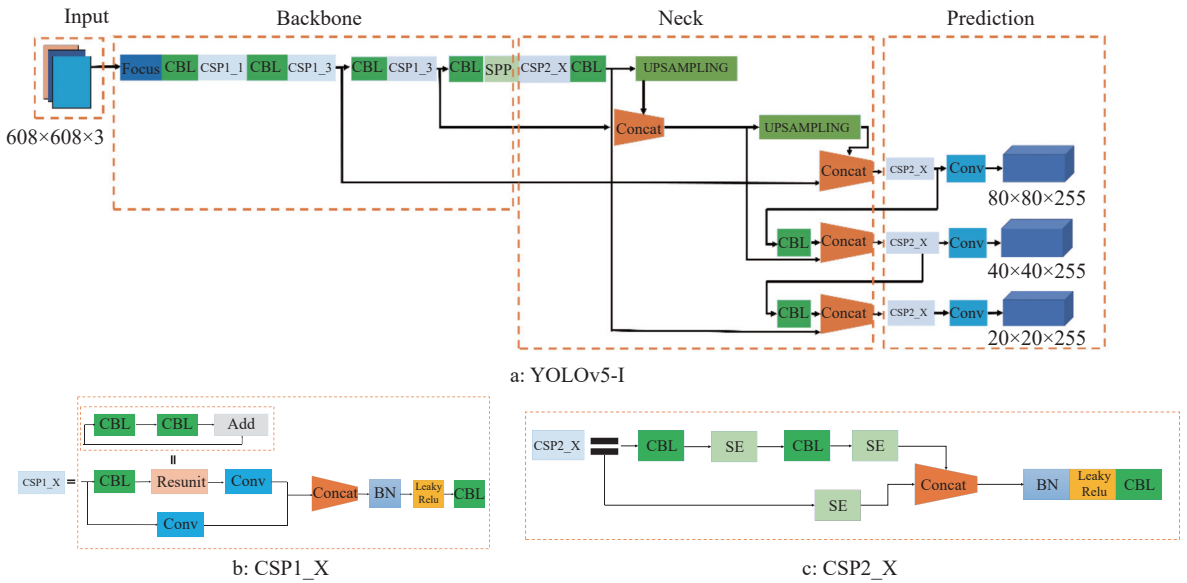 Input Backbone Neck Prediction
Focus CBL CSP1_1 CBL CSP1_3 CBL CSP1_3 CBL SPP CSP2_X CBL UPSAMPLING
608×608×3
Concat UPSAMPLING
Concat CSP2_X Conv
80×80×255
CBL Concat CSP2_X Conv
40×40×255
CBL Concat CSP2_X Conv
20×20×255
a: YOLOv5-I
CBL CBL Add
=
CSP1_X = CBL Resunit Conv
Concat BN Leaky Relu CBL
Conv
b: CSP1_X
CSP2_X = CBL SE CBL SE
Concat BN Leaky Relu CBL
SE
c: CSP2_X